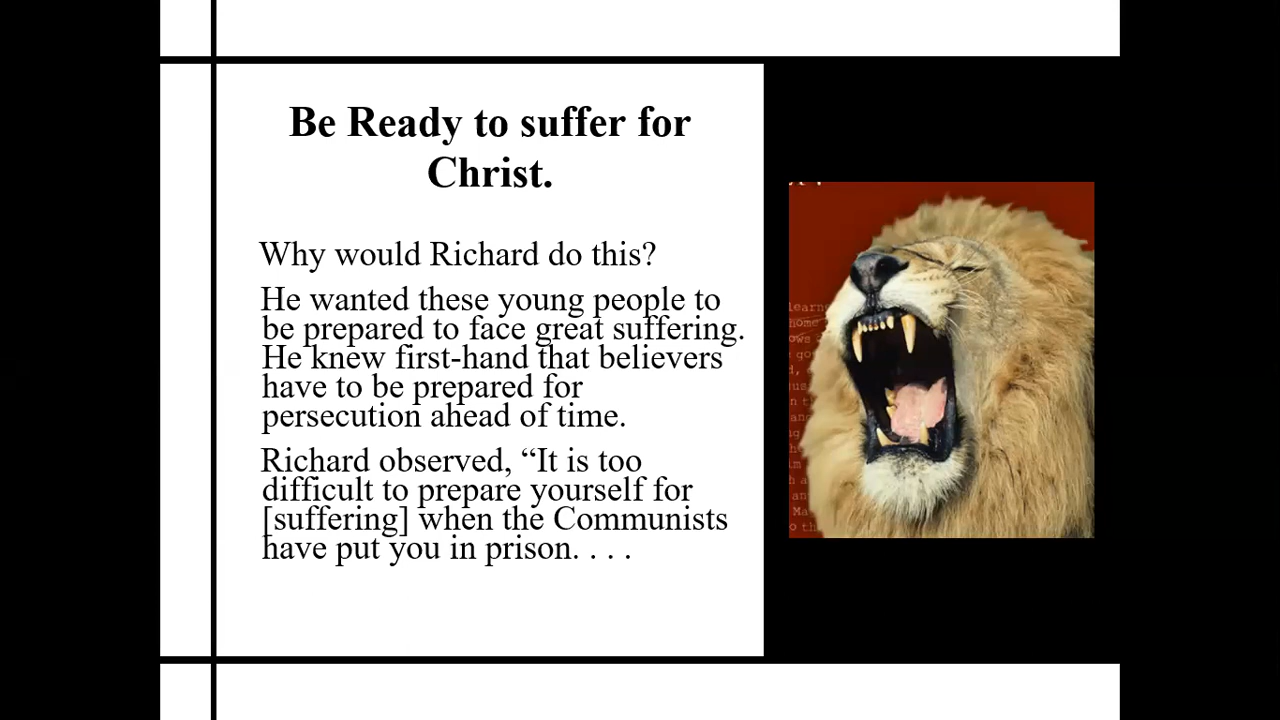 Be Ready to suffer for
Christ.
Why would Richard do this?
He wanted these young people to
be prepared to face great suffering.
He knew first-hand that believers
have to be prepared for
persecution ahead of time.
Richard observed, “It is too
difficult to prepare yourself for
[suffering] when the Communists
have put you in prison. . . .
learne
home